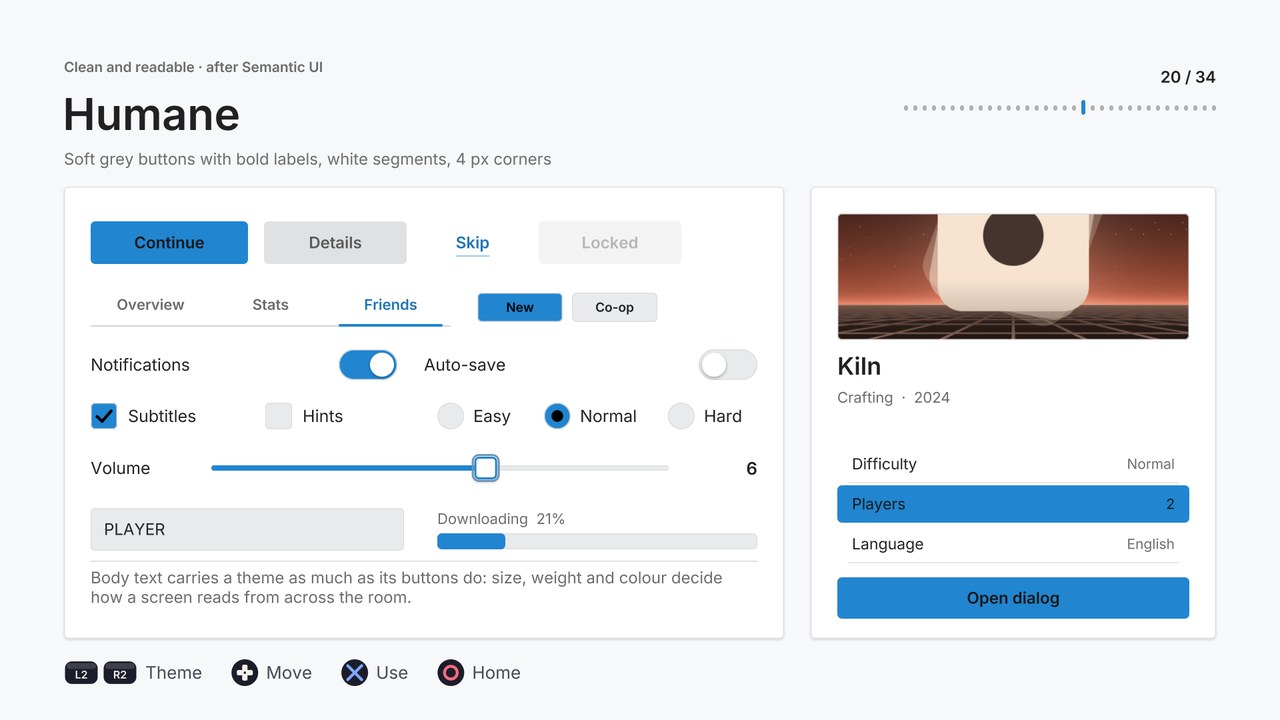 Clean and readable · after Semantic UI
20 / 34
Humane
Soft grey buttons with bold labels, white segments, 4 px corners
Continue
Details
Skip
Locked
Overview
Stats
Friends
New
Co-op
Notifications
Auto-save
Subtitles
Hints
Easy
Normal
Hard
Volume
6
PLAYER
Downloading 21%
Body text carries a theme as much as its buttons do: size, weight and colour decide
how a screen reads from across the room.
Kiln
Crafting · 2024
Difficulty
Normal
Players
2
Language
English
Open dialog
L2
R2
Theme
Move
Use
Home